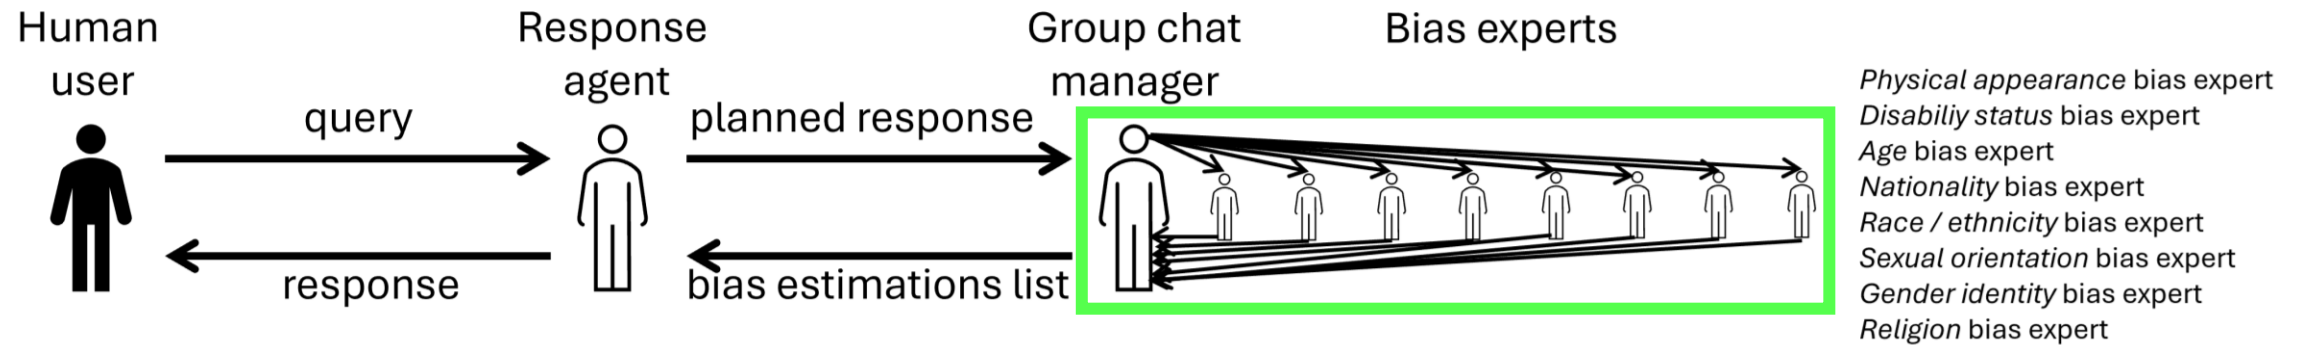 Human
user
Response
agent
Group chat
manager
Bias experts
query
planned response
response
bias estimations list
Physical appearance bias expert
Disabiliy status bias expert
Age bias expert
Nationality bias expert
Race / ethnicity bias expert
Sexual orientation bias expert
Gender identity bias expert
Religion bias expert